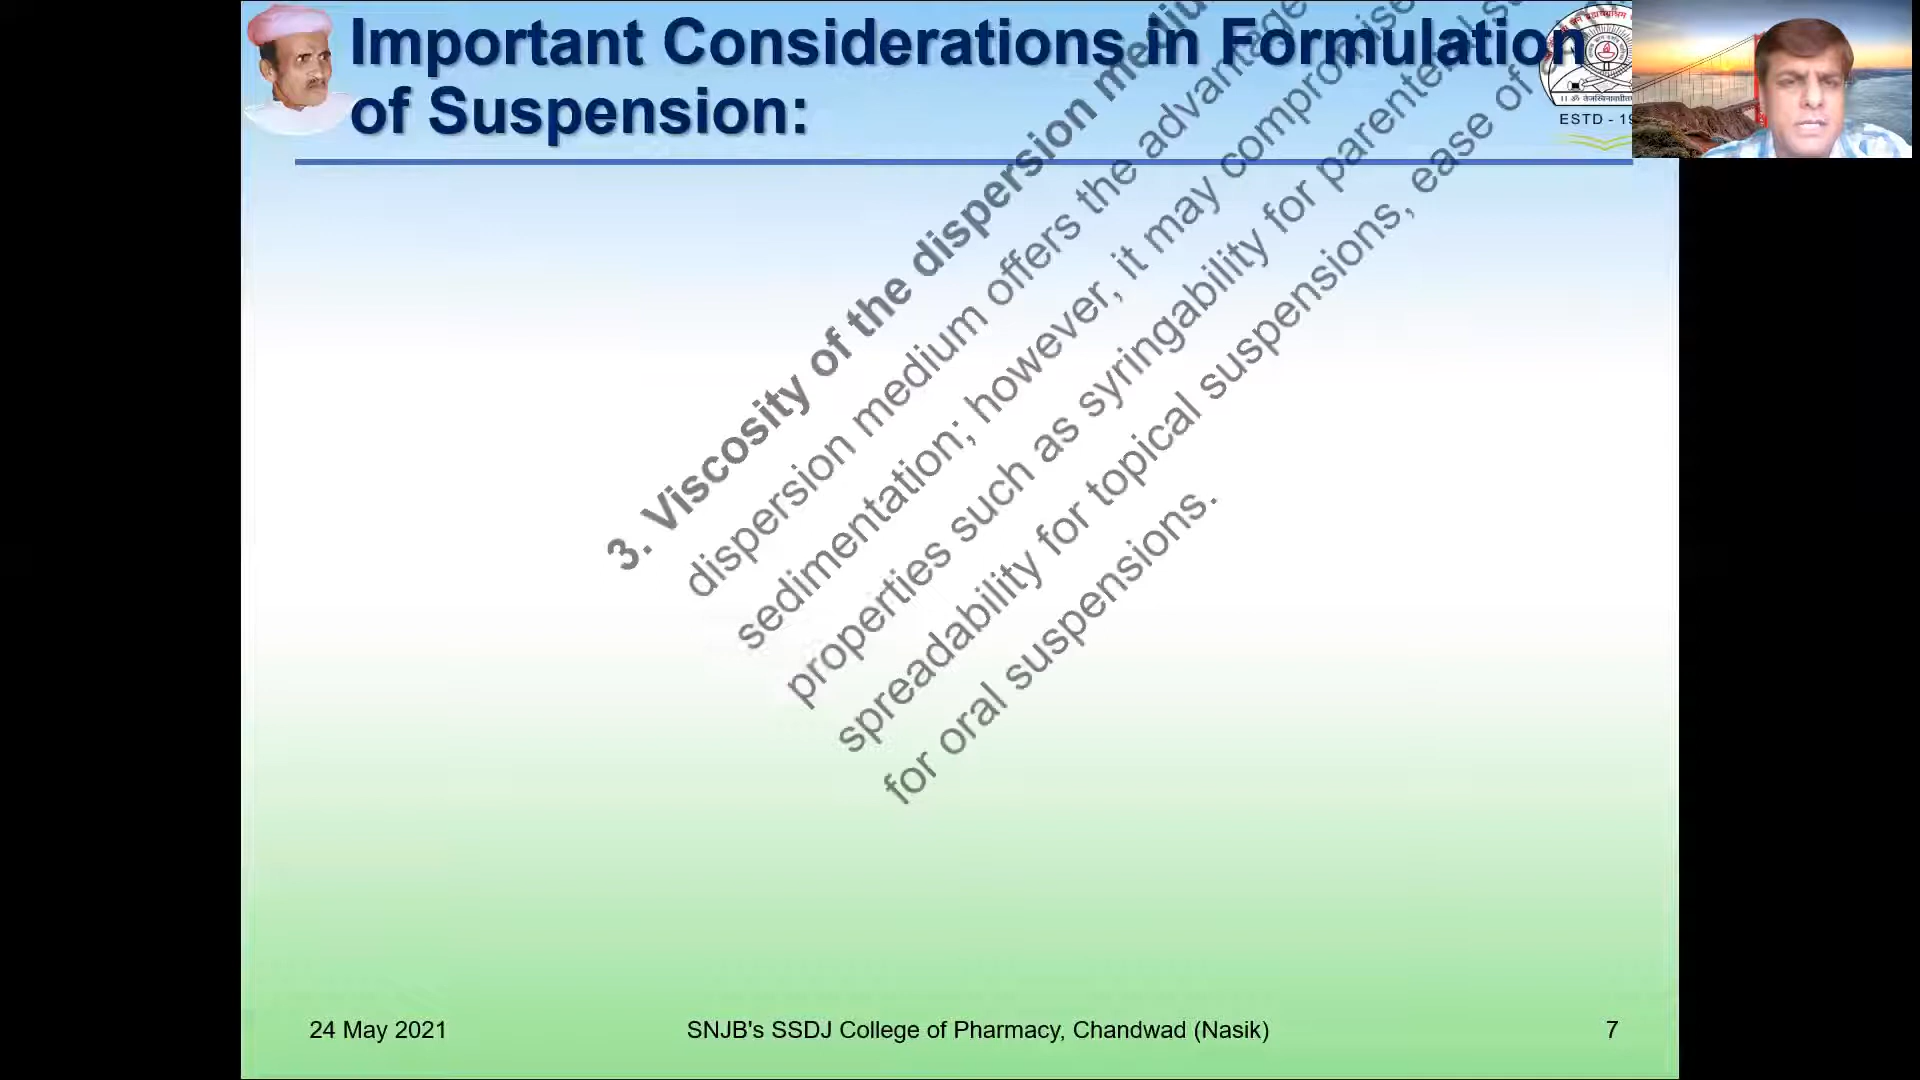 Important Considerations in Formulation
of Suspension:
ESTD - 19
3. Viscosity of the dispersion
dispersion medium offers the advantage
sedimentation; however, it may compromise
properties such as syringability for parenteral
spreadability for topical suspensions, ease of
for oral suspensions.
24 May 2021
SNJB's SSDJ College of Pharmacy, Chandwad (Nasik)
7